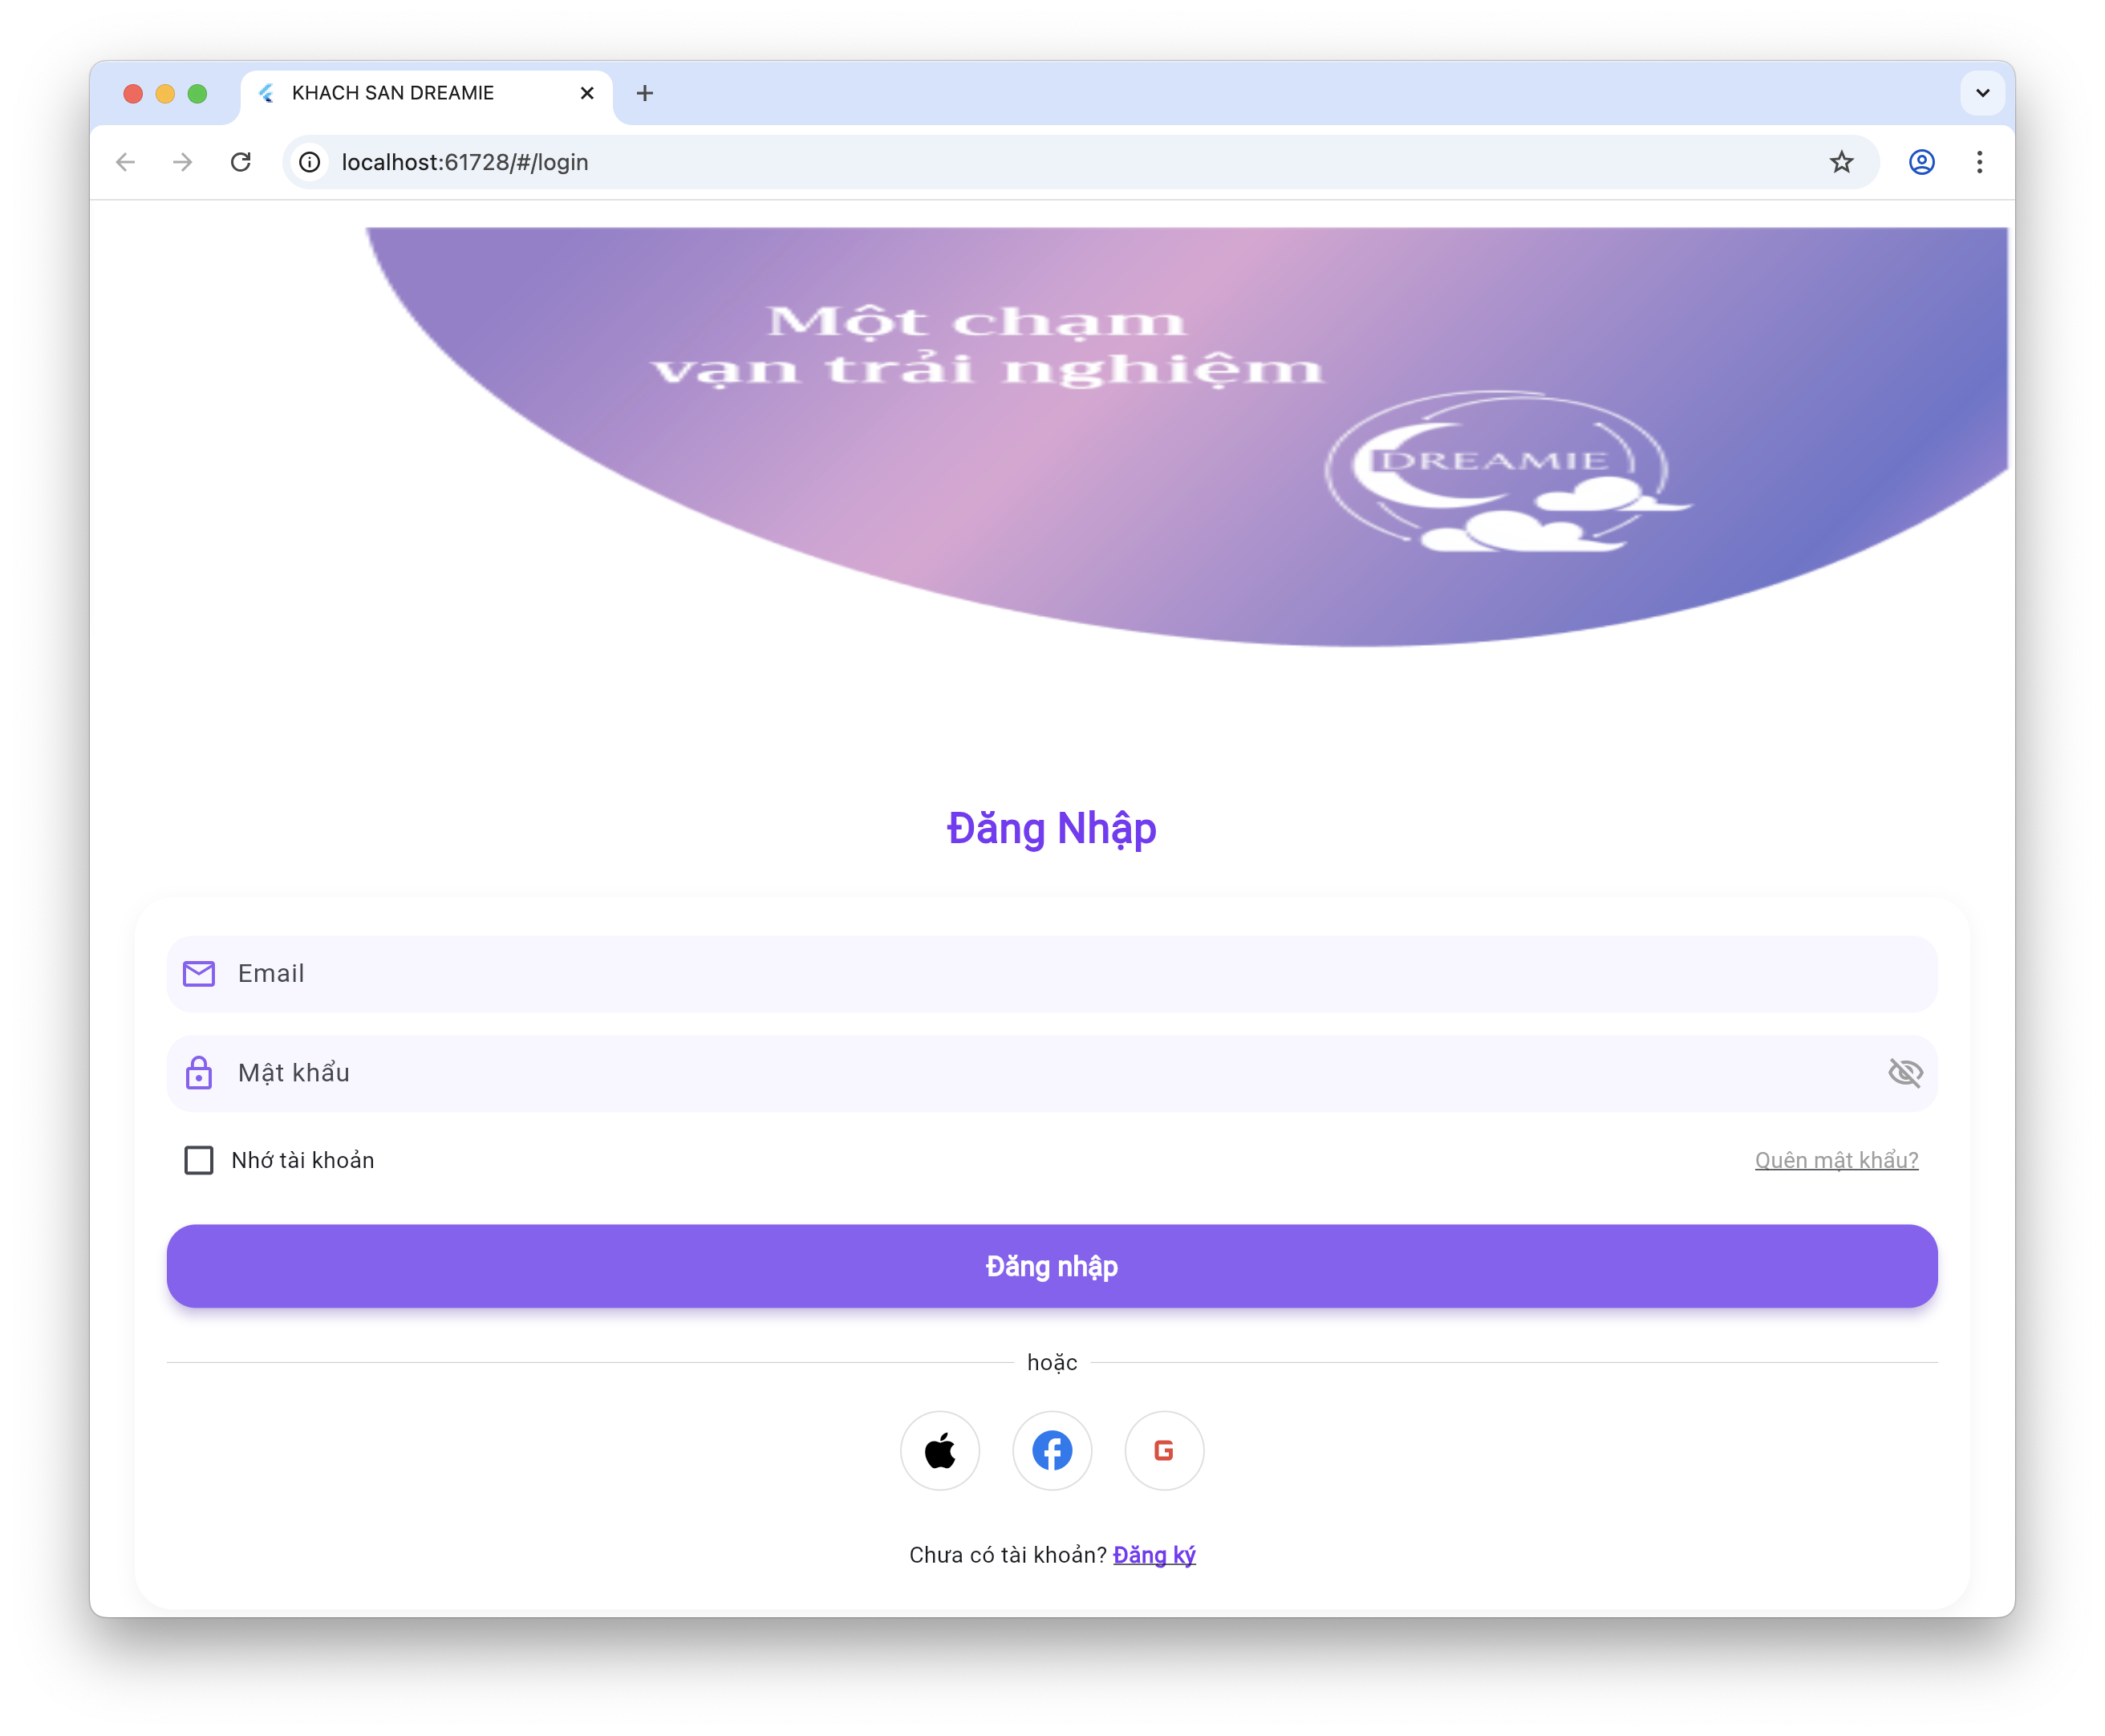 KHACH SAN DREAMIE
localhost:61728/#/login
Một chạm
vạn trải nghiệm
DREAMIE
Đăng Nhập
Email
Mật khẩu
Nhớ tài khoản
Quên mật khẩu?
Đăng nhập
hoặc
G
Chưa có tài khoản? Đăng ký